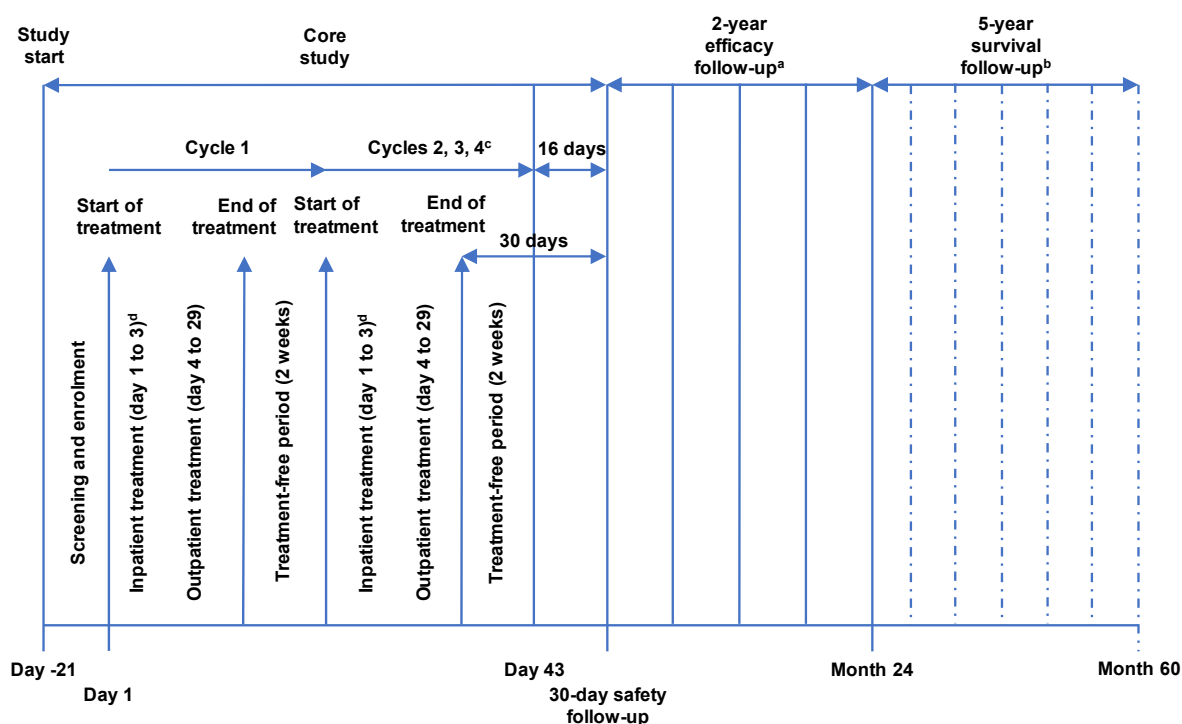 Study
start
Core
study
2-year
efficacy
follow-upᵃ
5-year
survival
follow-upᵇ
Cycle 1
Cycles 2, 3, 4ᶜ
16 days
Start of
treatment
End of
treatment
Start of
treatment
End of
treatment
30 days
Screening and enrolment
Inpatient treatment (day 1 to 3)ᵈ
Outpatient treatment (day 4 to 29)
Treatment-free period (2 weeks)
Inpatient treatment (day 1 to 3)ᵈ
Outpatient treatment (day 4 to 29)
Treatment-free period (2 weeks)
Day -21
Day 1
Day 43
30-day safety
follow-up
Month 24
Month 60